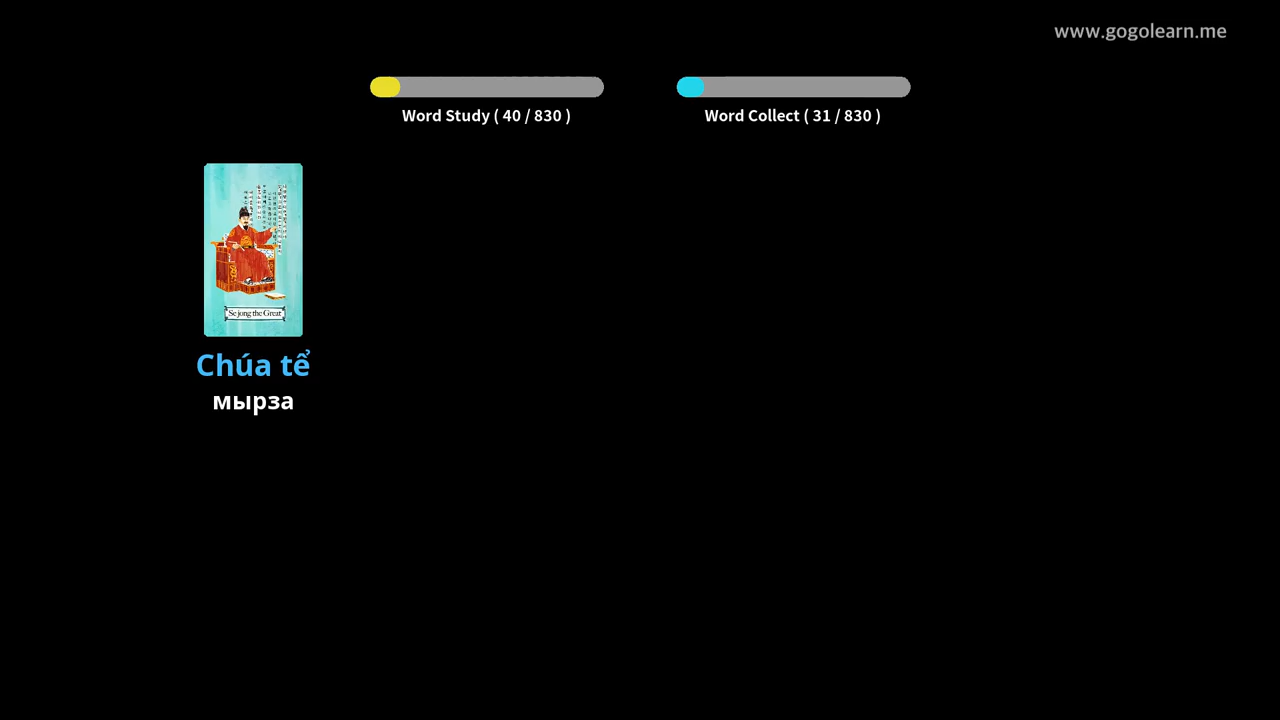 www.gogolearn.me
Word Study ( 40 / 830 )
Word Collect ( 31 / 830 )
Sejong the Great
Chúa tể
мырза